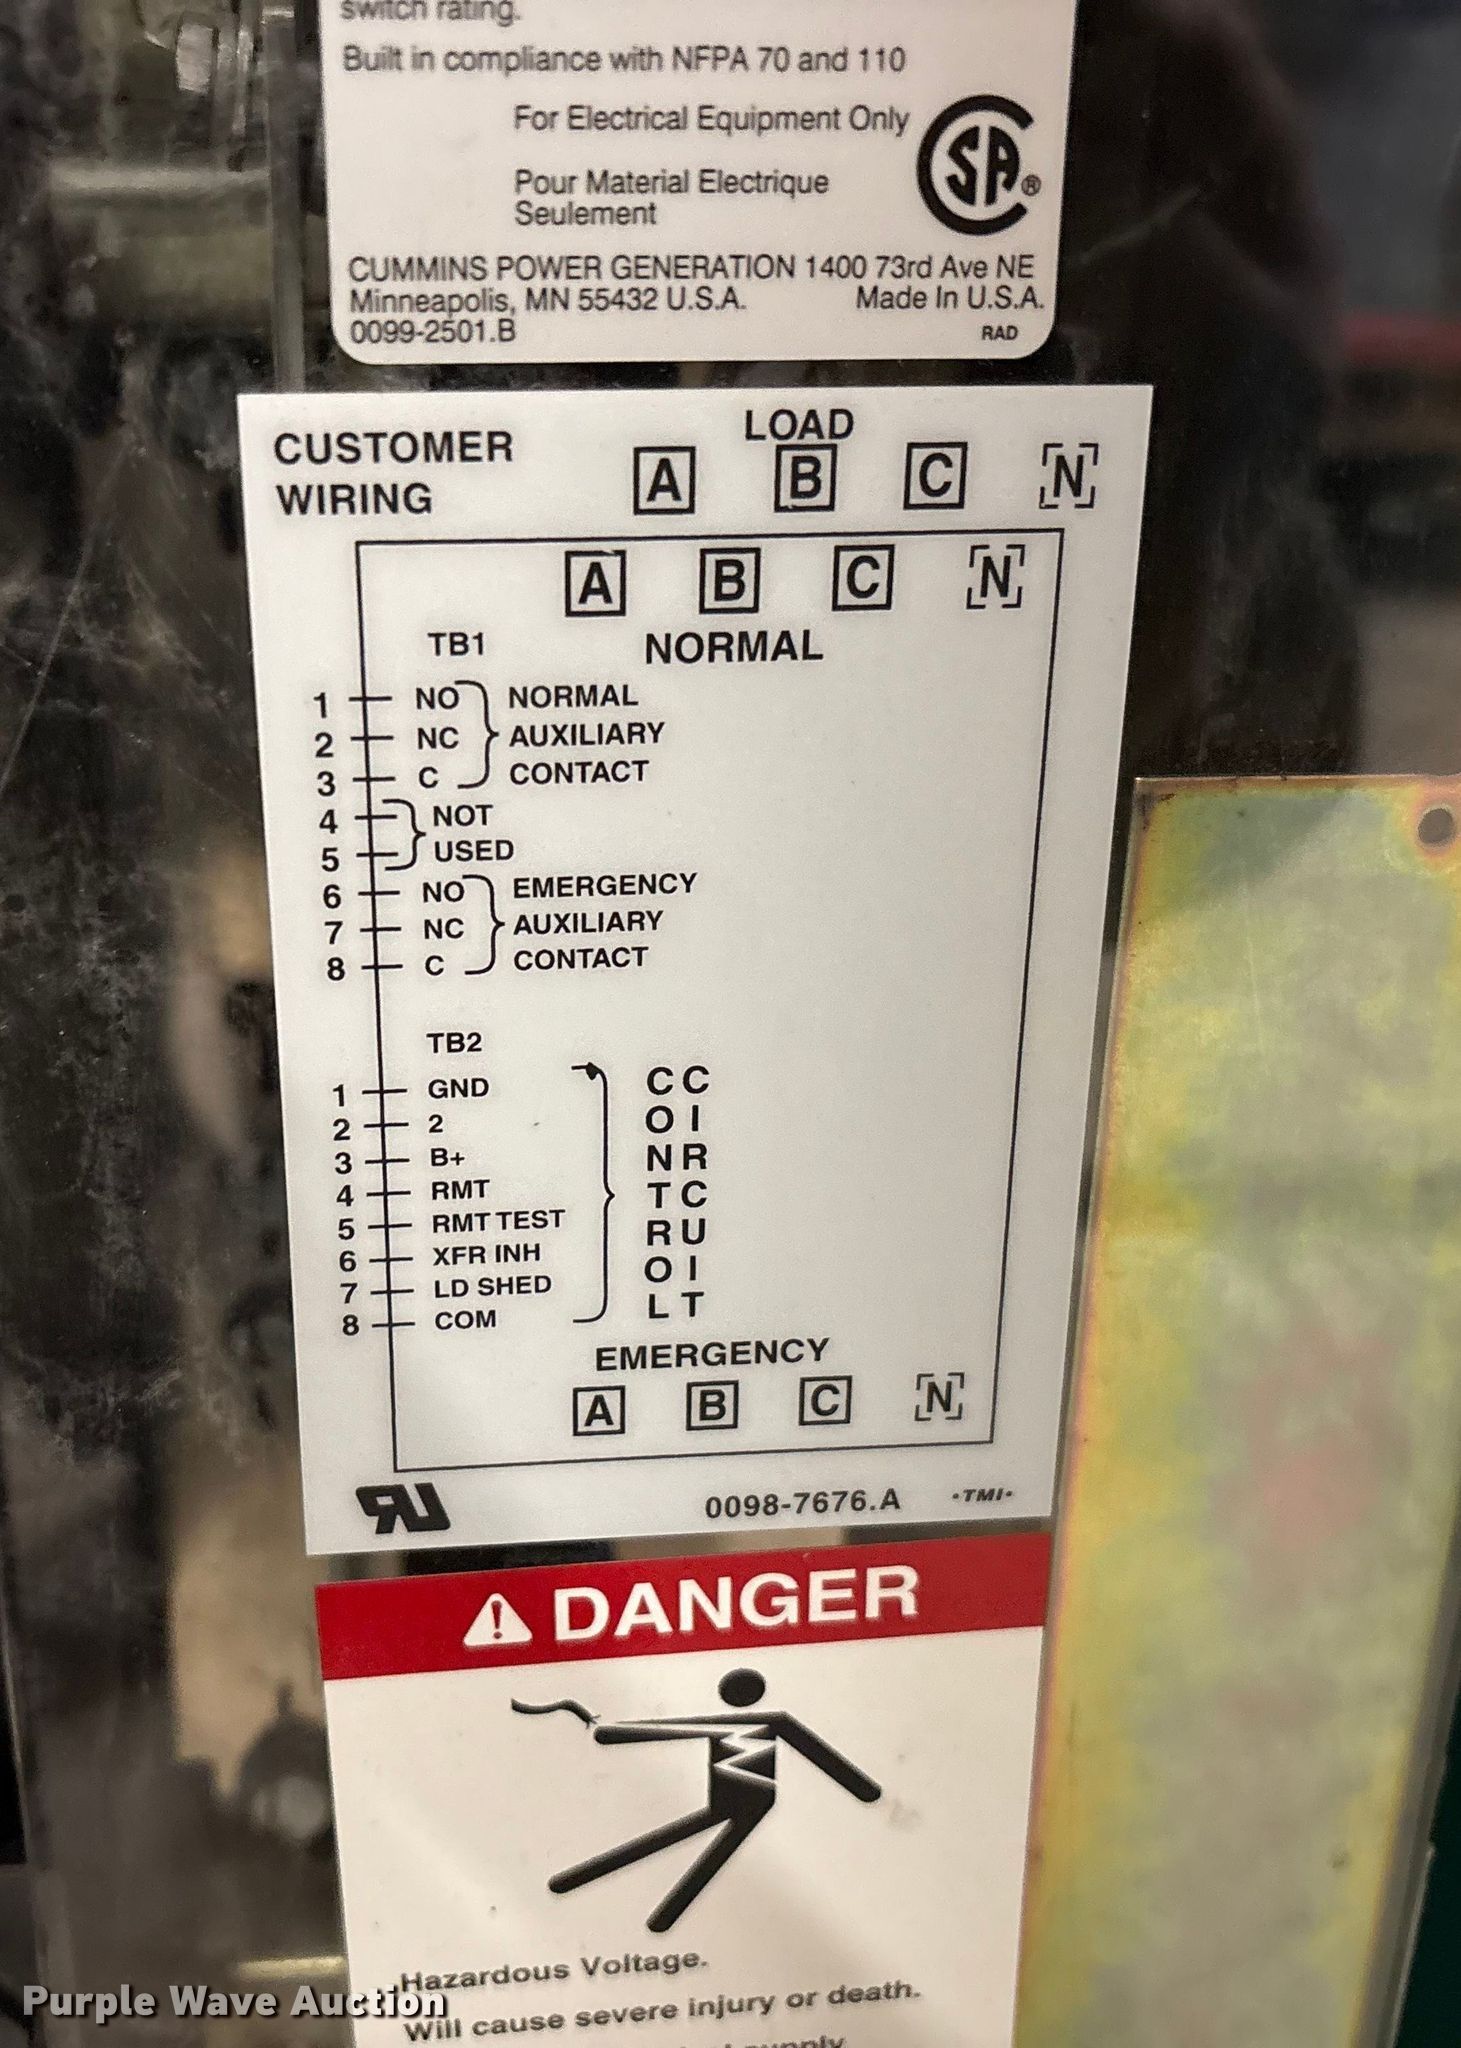 switch rating.
Built in compliance with NFPA 70 and 110
For Electrical Equipment Only
Pour Material Electrique
Seulement
CSA®
CUMMINS POWER GENERATION 1400 73rd Ave NE
Minneapolis, MN 55432 U.S.A. Made In U.S.A.
0099-2501.B RAD
CUSTOMER
WIRING
LOAD
A B C N
A B C N
TB1 NORMAL
1 NO NORMAL
2 NC AUXILIARY
3 C CONTACT
4 NOT
5 USED
6 NO EMERGENCY
7 NC AUXILIARY
8 C CONTACT
TB2
1 GND
2 2
3 B+
4 RMT
5 RMT TEST
6 XFR INH
7 LD SHED
8 COM
CONTROL
CIRCUIT
EMERGENCY
A B C N
RU 0098-7676.A •TMI•
DANGER
Hazardous Voltage.
Will cause severe injury or death.
supply
Purple Wave Auction